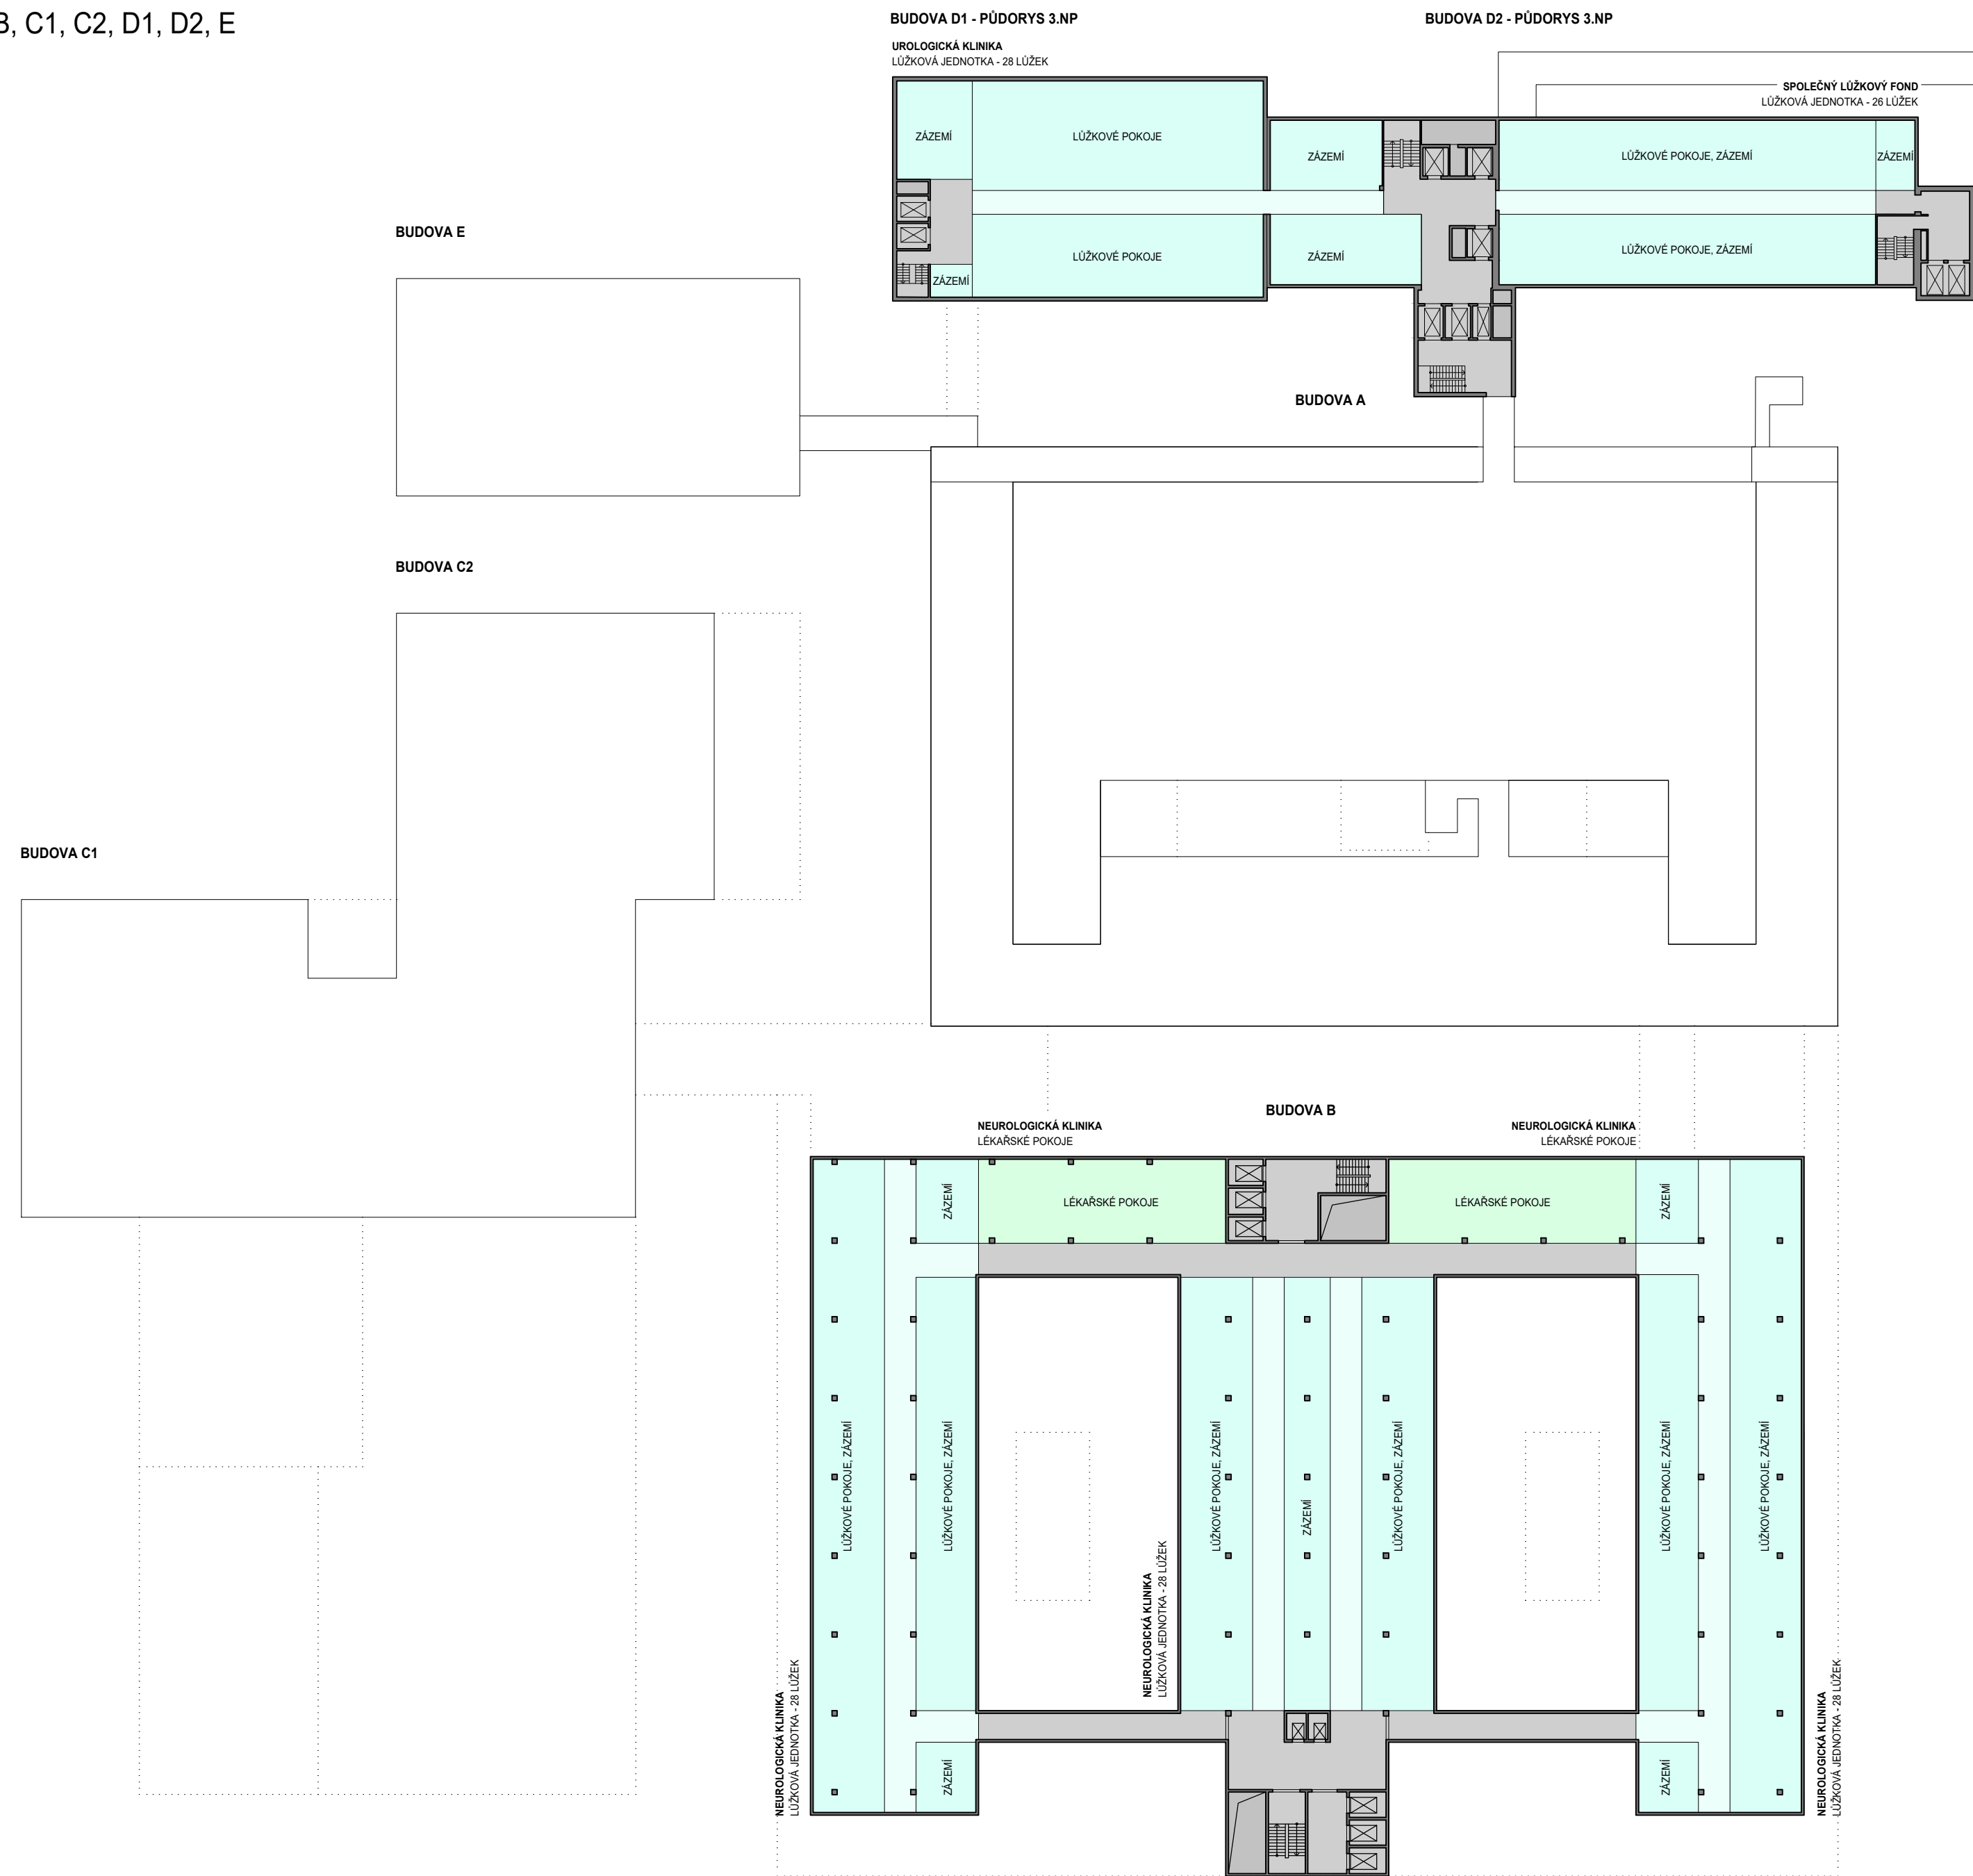 B, C1, C2, D1, D2, E
BUDOVA D1 - PŮDORYS 3.NP
BUDOVA D2 - PŮDORYS 3.NP
UROLOGICKÁ KLINIKA
LŮŽKOVÁ JEDNOTKA - 28 LŮŽEK
SPOLEČNÝ LŮŽKOVÝ FOND
LŮŽKOVÁ JEDNOTKA - 26 LŮŽEK
ZÁZEMÍ
LŮŽKOVÉ POKOJE
ZÁZEMÍ
LŮŽKOVÉ POKOJE, ZÁZEMÍ
ZÁZEMÍ
BUDOVA E
LŮŽKOVÉ POKOJE
ZÁZEMÍ
LŮŽKOVÉ POKOJE, ZÁZEMÍ
ZÁZEMÍ
BUDOVA A
BUDOVA C2
BUDOVA C1
BUDOVA B
NEUROLOGICKÁ KLINIKA
LÉKAŘSKÉ POKOJE
NEUROLOGICKÁ KLINIKA
LÉKAŘSKÉ POKOJE
ZÁZEMÍ
LÉKAŘSKÉ POKOJE
LÉKAŘSKÉ POKOJE
ZÁZEMÍ
LŮŽKOVÉ POKOJE, ZÁZEMÍ
LŮŽKOVÉ POKOJE, ZÁZEMÍ
LŮŽKOVÉ POKOJE, ZÁZEMÍ
ZÁZEMÍ
LŮŽKOVÉ POKOJE, ZÁZEMÍ
LŮŽKOVÉ POKOJE, ZÁZEMÍ
LŮŽKOVÉ POKOJE, ZÁZEMÍ
NEUROLOGICKÁ KLINIKA
LŮŽKOVÁ JEDNOTKA - 28 LŮŽEK
NEUROLOGICKÁ KLINIKA
LŮŽKOVÁ JEDNOTKA - 28 LŮŽEK
NEUROLOGICKÁ KLINIKA
LŮŽKOVÁ JEDNOTKA - 28 LŮŽEK
ZÁZEMÍ
ZÁZEMÍ